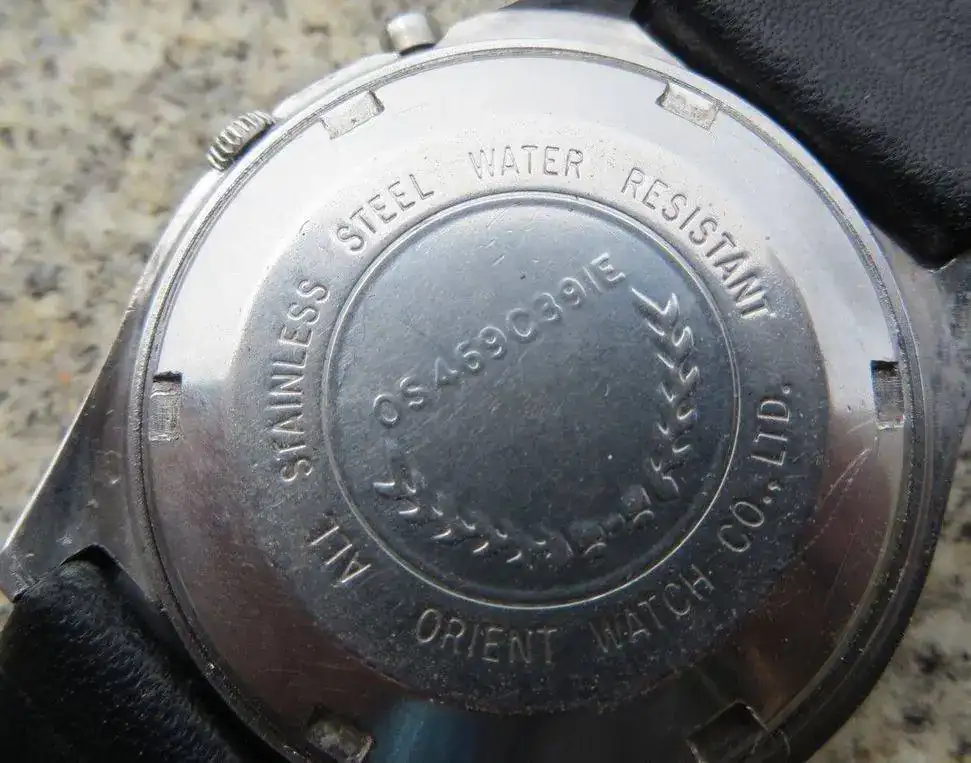 ALL STAINLESS STEEL WATER RESISTANT
ORIENT WATCH CO., LTD.
OS469C391E